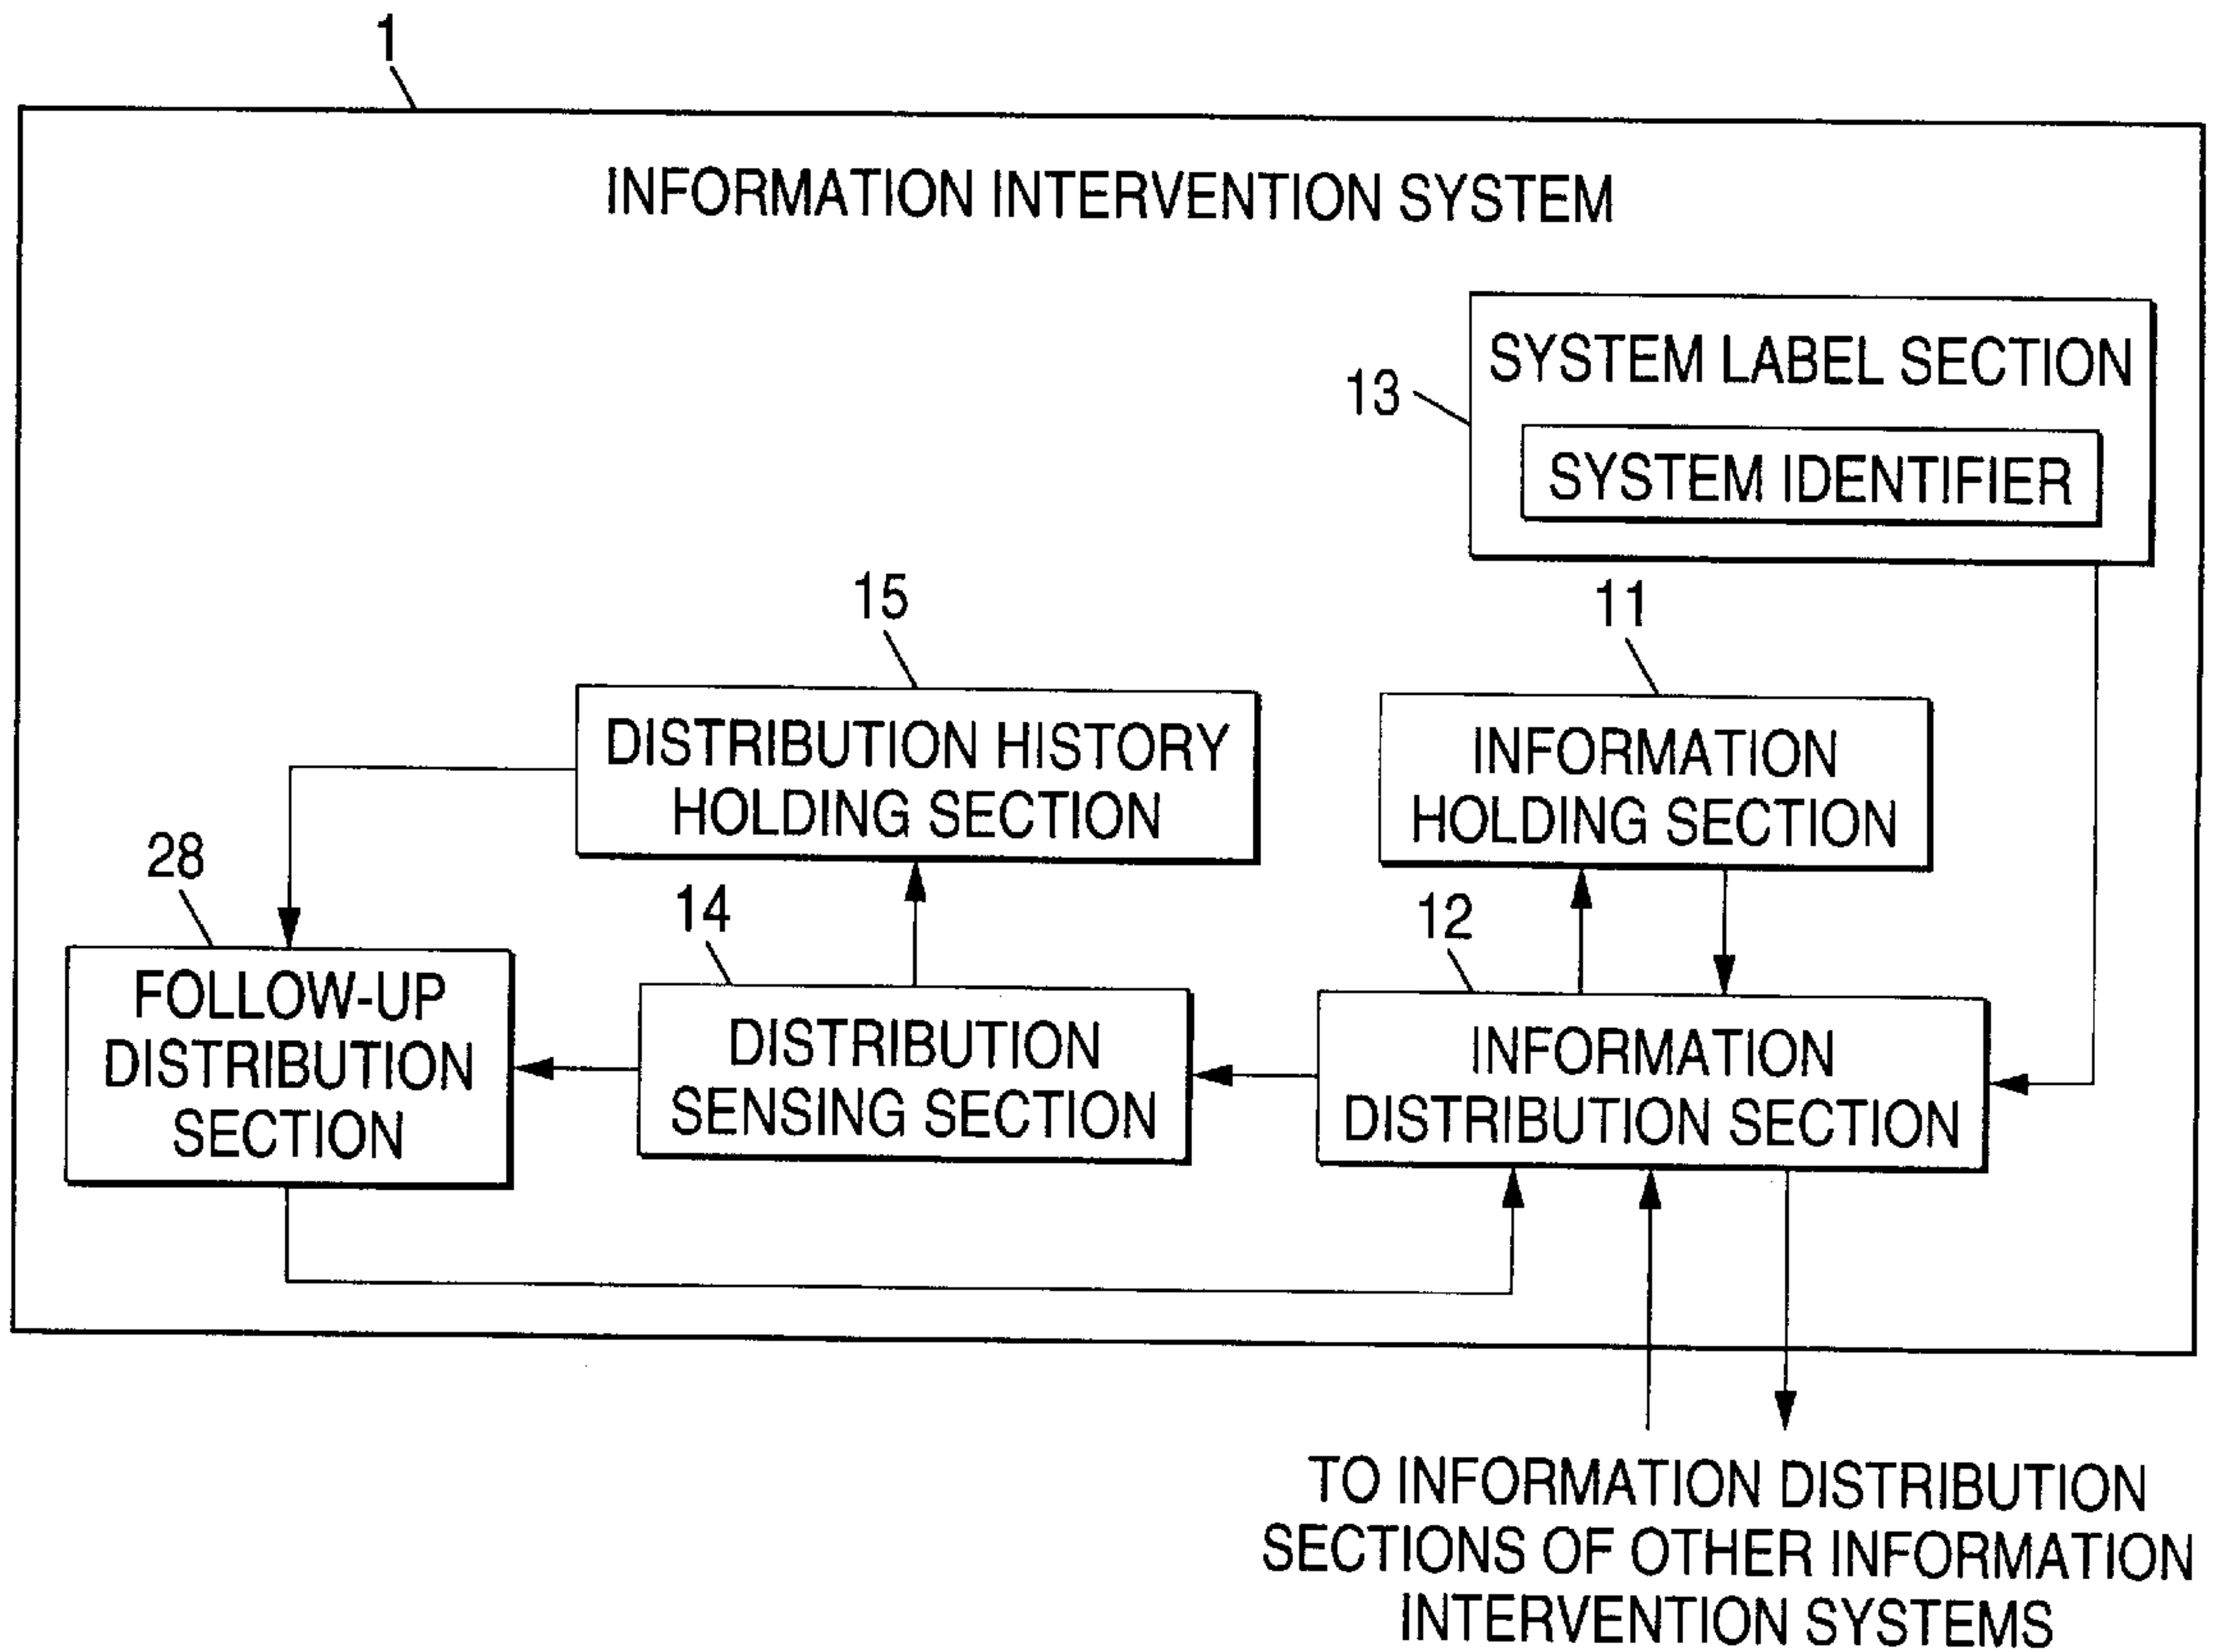 1
INFORMATION INTERVENTION SYSTEM
13
SYSTEM LABEL SECTION
SYSTEM IDENTIFIER
15
DISTRIBUTION HISTORY
HOLDING SECTION
11
INFORMATION
HOLDING SECTION
28
FOLLOW-UP
DISTRIBUTION
SECTION
14
DISTRIBUTION
SENSING SECTION
12
INFORMATION
DISTRIBUTION SECTION
TO INFORMATION DISTRIBUTION
SECTIONS OF OTHER INFORMATION
INTERVENTION SYSTEMS